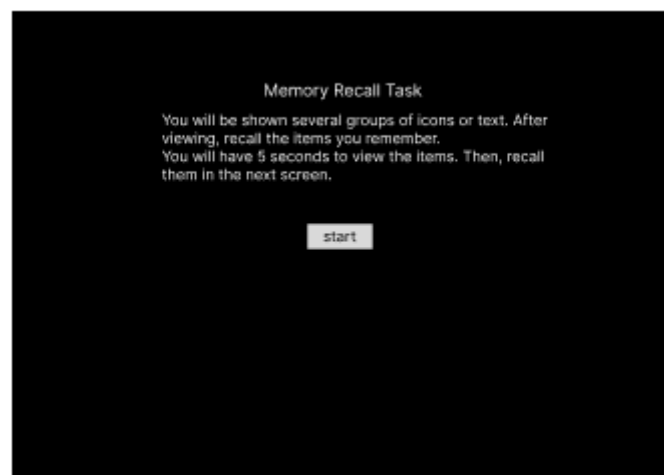 Memory Recall Task
You will be shown several groups of icons or text. After
viewing, recall the items you remember.
You will have 5 seconds to view the items. Then, recall
them in the next screen.
start